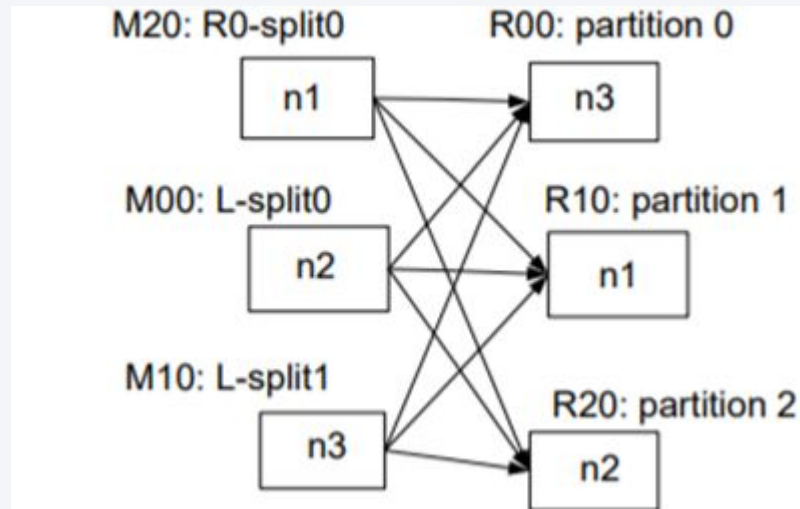 M20: R0-split0
R00: partition 0
n1
n3
M00: L-split0
R10: partition 1
n2
n1
M10: L-split1
R20: partition 2
n3
n2